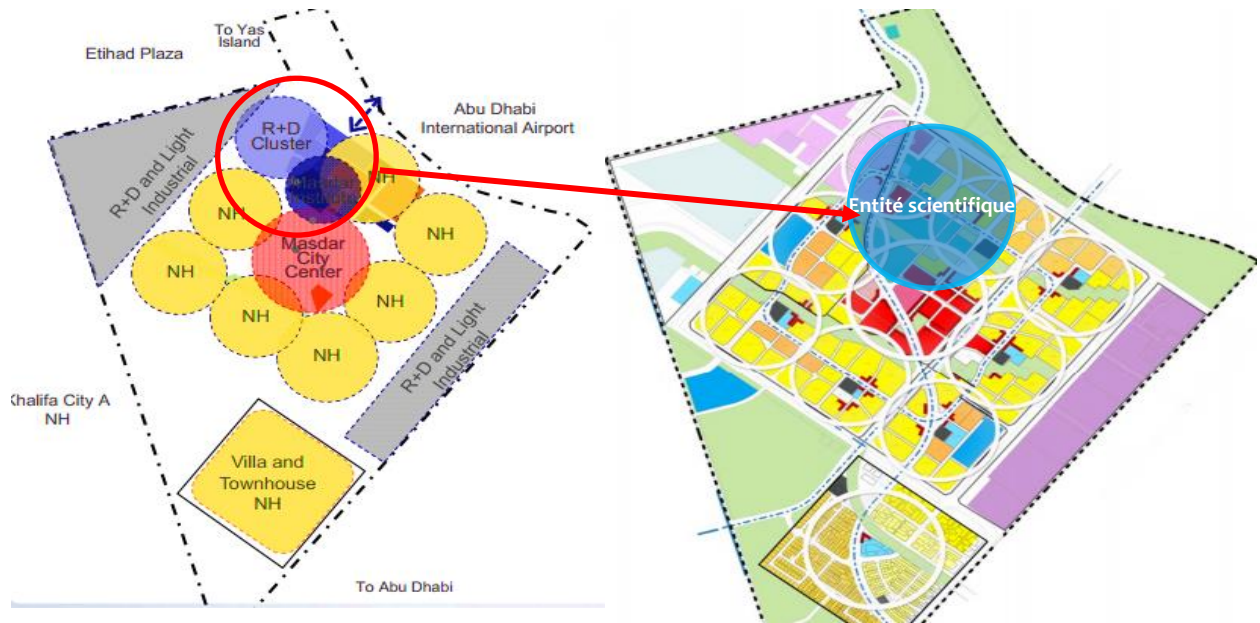 To Yas
Island
Etihad Plaza
Abu Dhabi
International Airport
R+D
Cluster
R+D and Light
Industrial
Masdar
Institute
NH
NH
NH
Masdar
City
Center
NH
NH
NH
NH
R+D and Light
Industrial
Khalifa City A
NH
Villa and
Townhouse
NH
To Abu Dhabi
Entité scientifique